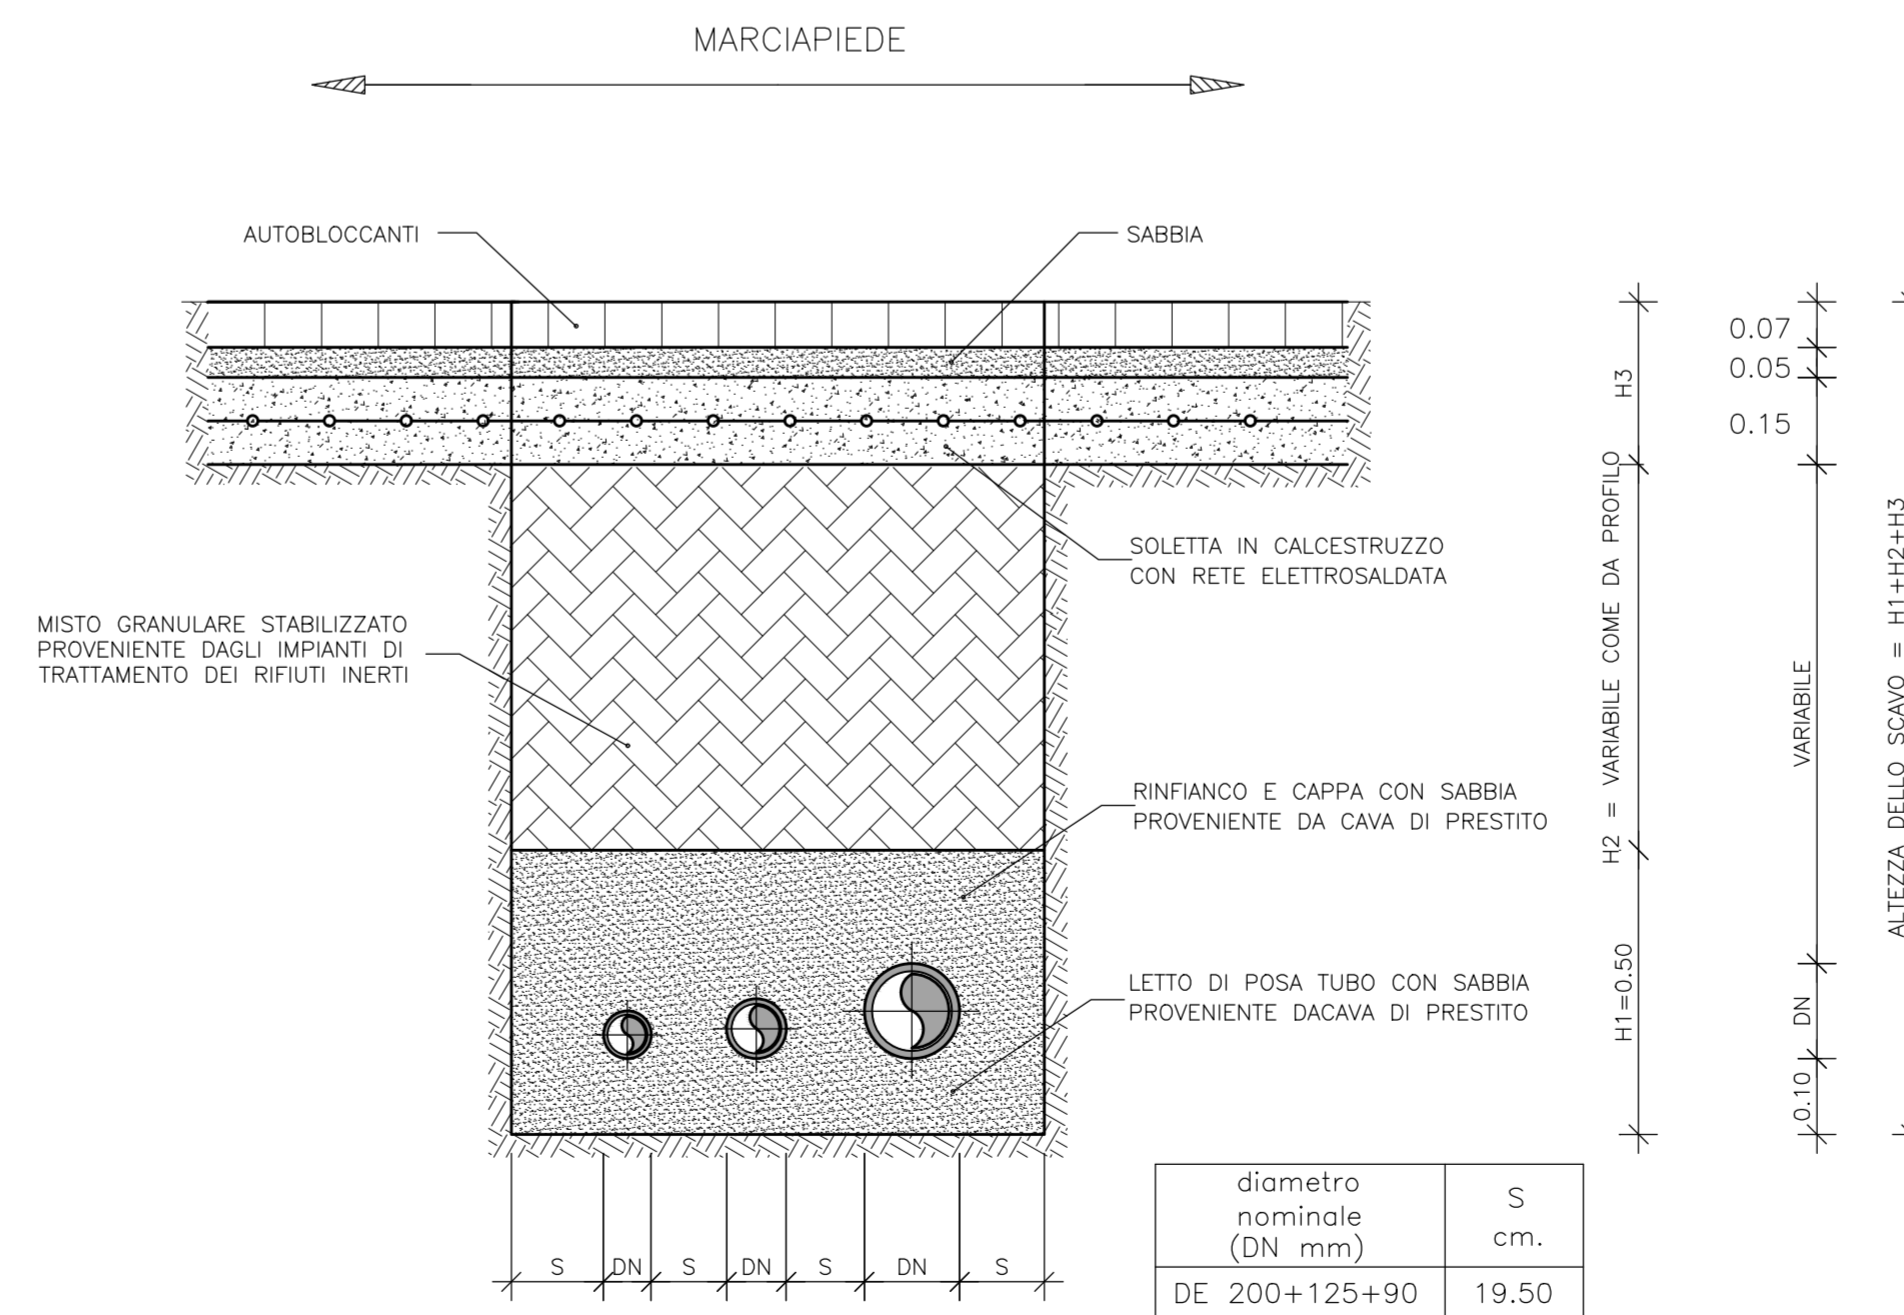 MARCIAPIEDE
AUTOBLOCCANTI
SABBIA
0.07
0.05
0.15
H3
SOLETTA IN CALCESTRUZZO
CON RETE ELETTROSALDATA
MISTO GRANULARE STABILIZZATO
PROVENIENTE DAGLI IMPIANTI DI
TRATTAMENTO DEI RIFIUTI INERTI
H2 = VARIABILE COME DA PROFILO
VARIABILE
ALTEZZA DELLO SCAVO = H1+H2+H3
RINFIANCO E CAPPA CON SABBIA
PROVENIENTE DA CAVA DI PRESTITO
LETTO DI POSA TUBO CON SABBIA
PROVENIENTE DACAVA DI PRESTITO
H1=0.50
DN
0.10
S DN S DN S DN S
diametro
nominale
(DN mm)
S
cm.
DE 200+125+90 19.50